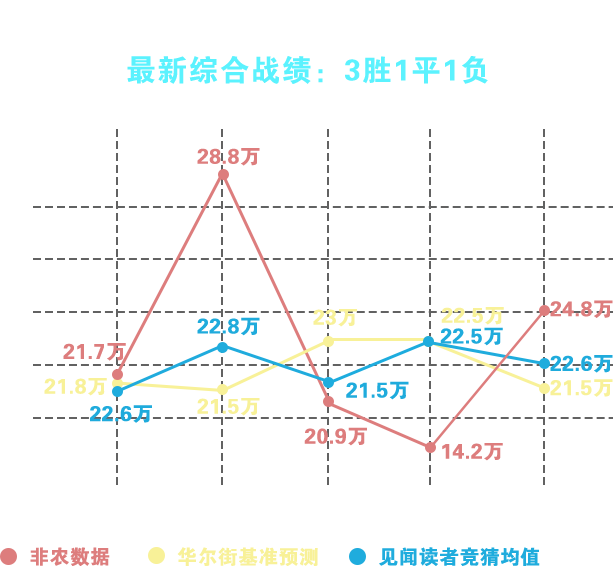 最新综合战绩：3胜1平1负
28.8万
22.8万
23万
22.5万
22.5万
24.8万
21.7万
21.8万
22.6万
21.5万
21.5万
22.6万
21.5万
20.9万
14.2万
非农数据
华尔街基准预测
见闻读者竞猜均值